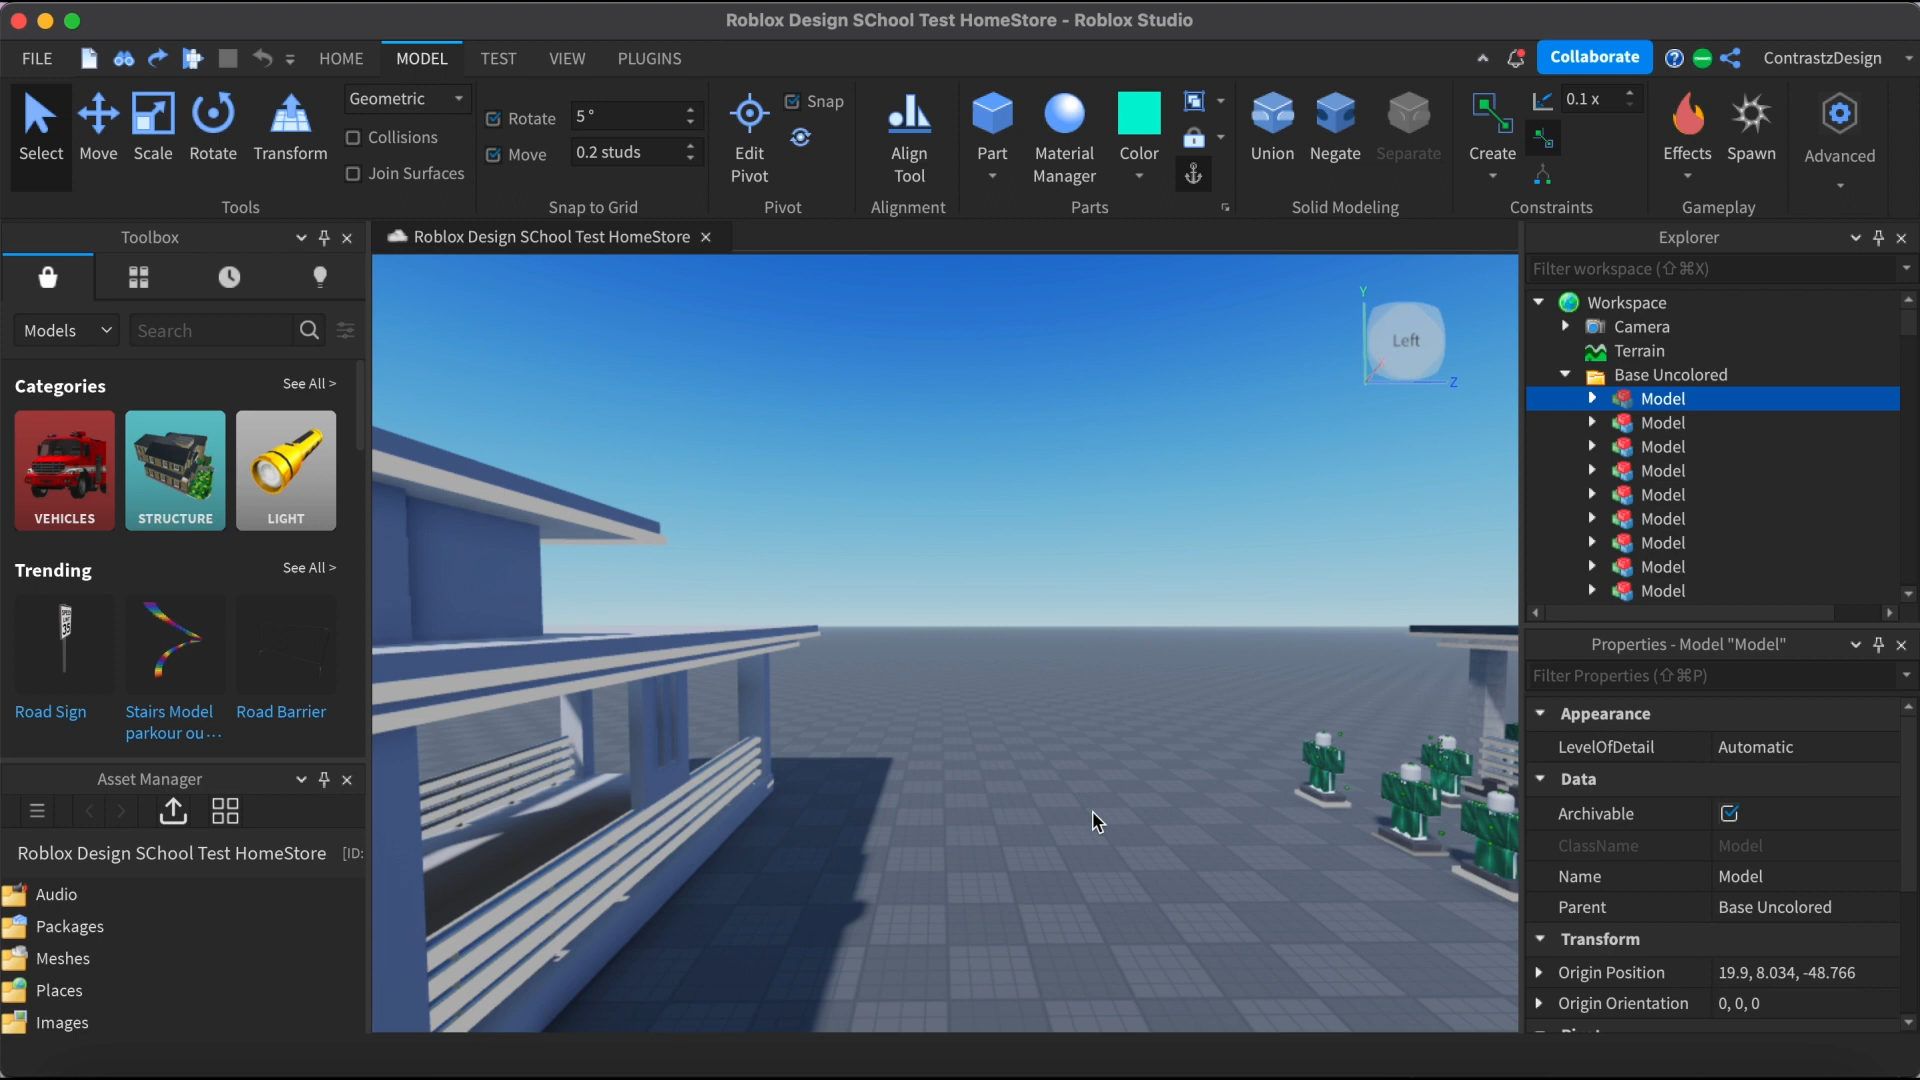 Roblox Design SChool Test HomeStore - Roblox Studio
FILE
HOME
MODEL
TEST
VIEW
PLUGINS
Collaborate
ContrastzDesign
Select
Move
Scale
Rotate
Transform
Geometric
Collisions
Join Surfaces
Tools
Rotate
5 °
Move
0.2 studs
Snap to Grid
Edit
Pivot
Snap
Pivot
Align
Tool
Alignment
Part
Material
Manager
Color
Parts
Union
Negate
Separate
Solid Modeling
Create
0.1 x
Constraints
Effects
Spawn
Gameplay
Advanced
Toolbox
Models
Search
Categories
See All >
VEHICLES
STRUCTURE
LIGHT
Trending
See All >
Road Sign
Stairs Model
parkour ou...
Road Barrier
Asset Manager
Roblox Design SChool Test HomeStore [ID:
Audio
Packages
Meshes
Places
Images
Roblox Design SChool Test HomeStore
Y
Left
Z
Explorer
Filter workspace (⇧⌘X)
Workspace
Camera
Terrain
Base Uncolored
Model
Model
Model
Model
Model
Model
Model
Model
Model
Properties - Model "Model"
Filter Properties (⇧⌘P)
Appearance
LevelOfDetail Automatic
Data
Archivable
ClassName Model
Name Model
Parent Base Uncolored
Transform
Origin Position 19.9, 8.034, -48.766
Origin Orientation 0, 0, 0